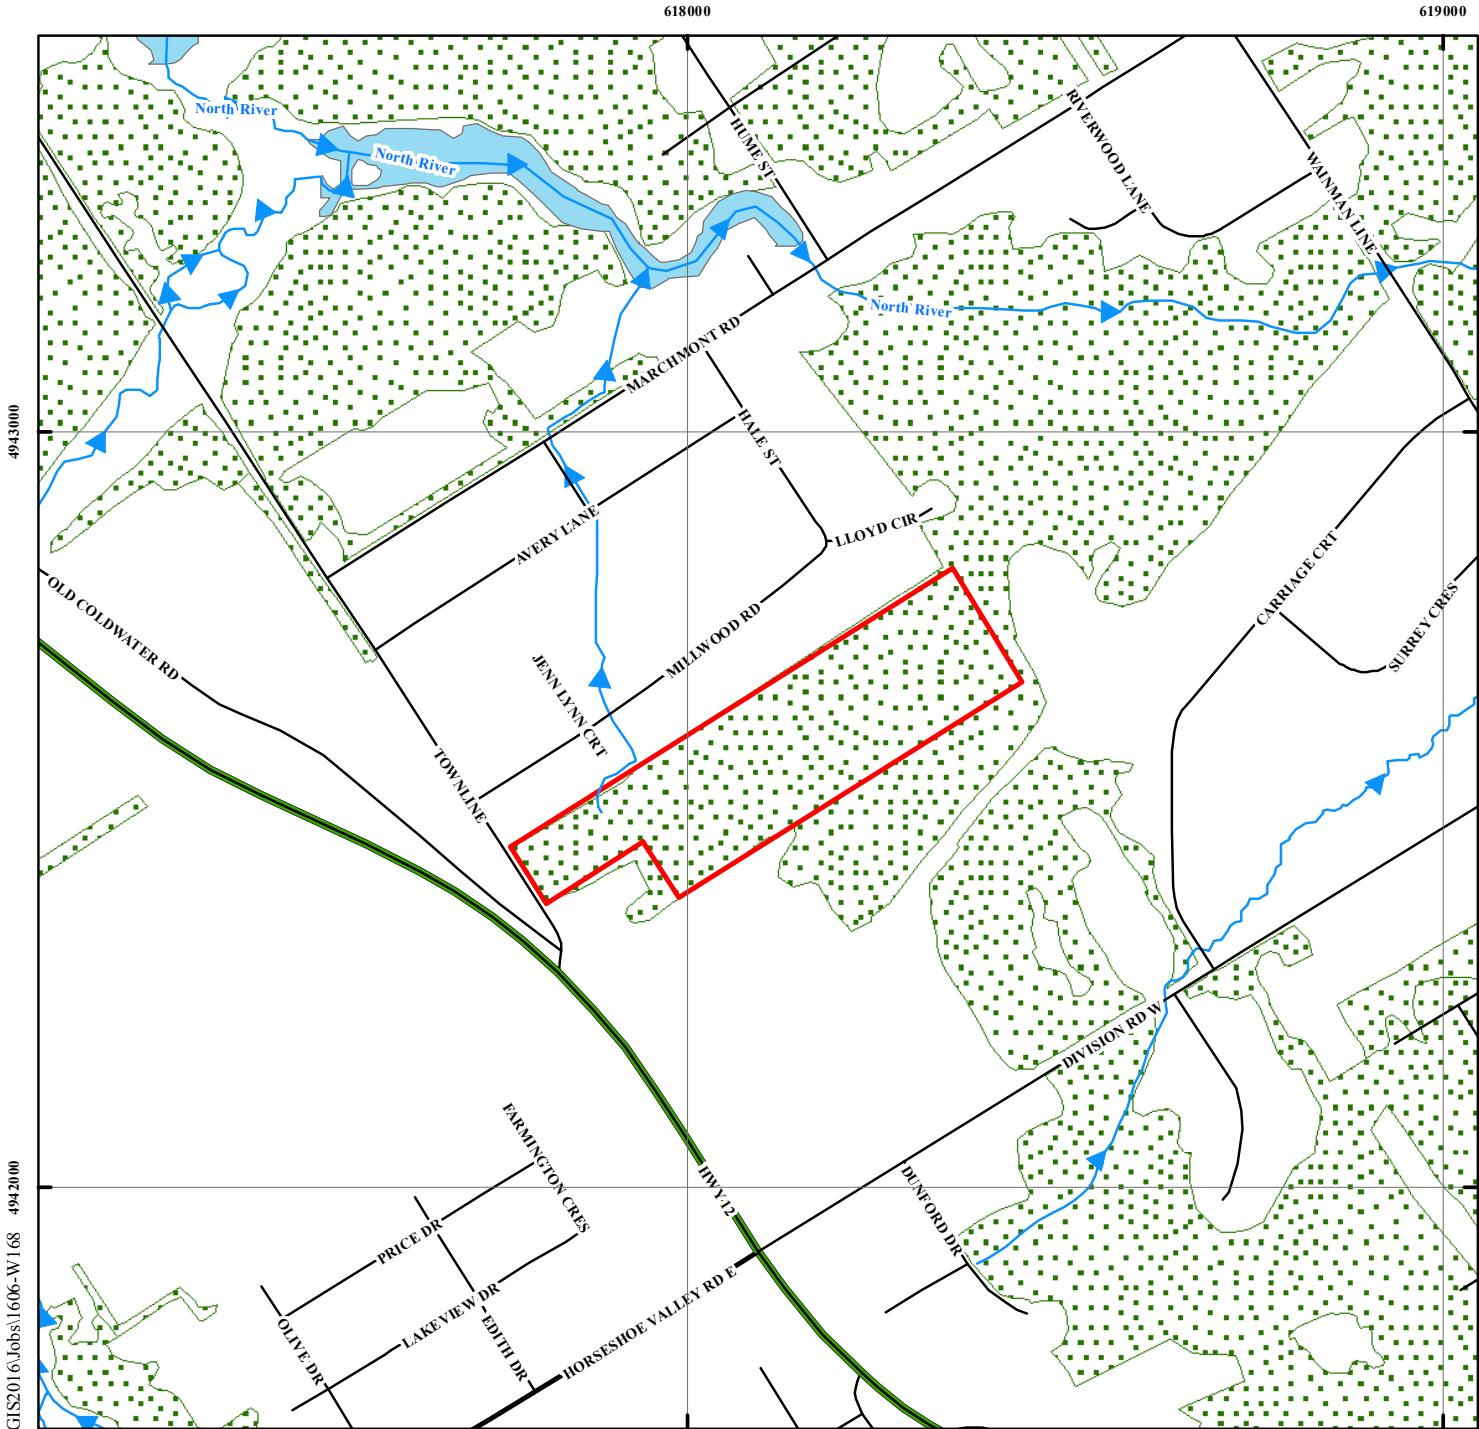 618000
619000
North River
North River
HUME ST
RIVERWOOD LANE
WAINMAN LINE
North River
MARCHMONT RD
4943000
HALE ST
AVERY LANE
LLOYD CIR
OLD COLDWATER RD
CARRIAGE CRT
SURREY CRES
MILLWOOD RD
JENN LYNN CRT
TOWNLINE
DIVISION RD W
FARMINGTON CRES
4942000
HWY 12
DUNFORD DR
PRICE DR
LAKEVIEW DR
EDITH DR
OLIVE DR
HORSESHOE VALLEY RD E
GIS2016\Jobs\1606-W168